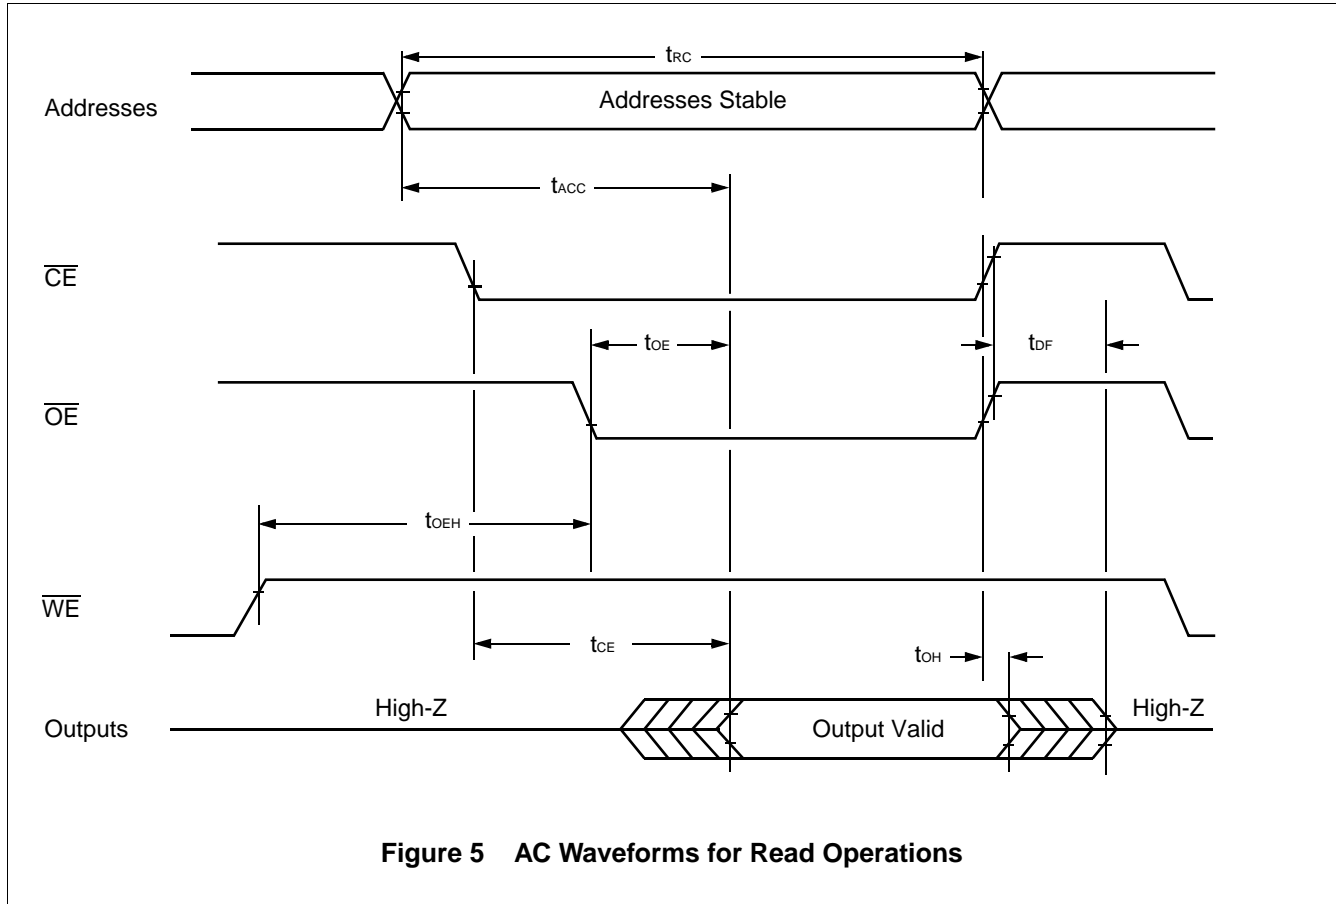 tRC
Addresses
Addresses Stable
tACC
CE
tOE
tDF
OE
tOEH
WE
tCE
tOH
Outputs
High-Z
Output Valid
High-Z
Figure 5 AC Waveforms for Read Operations